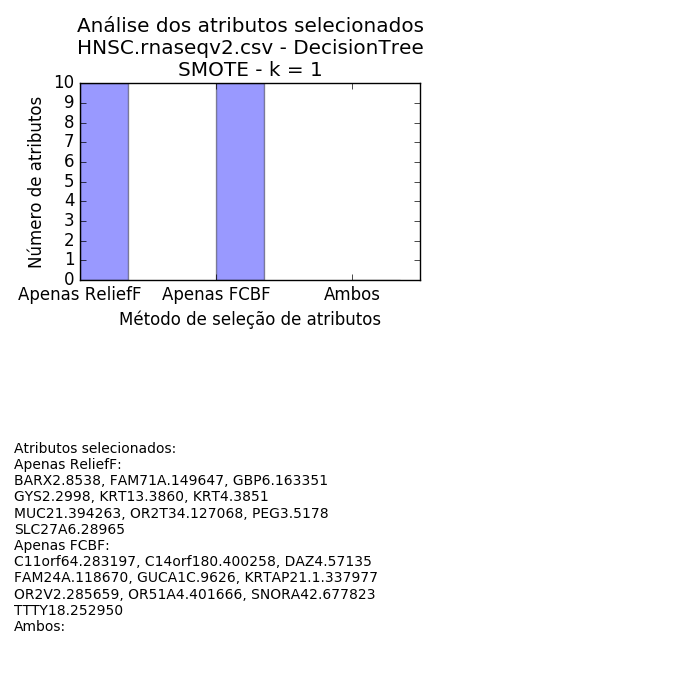 Análise dos atributos selecionados
HNSC.rnaseqv2.csv - DecisionTree
SMOTE - k = 1
10
9
8
7
6
5
4
3
2
1
0
Número de atributos
Apenas ReliefF Apenas FCBF Ambos
Método de seleção de atributos
Atributos selecionados:
Apenas ReliefF:
BARX2.8538, FAM71A.149647, GBP6.163351
GYS2.2998, KRT13.3860, KRT4.3851
MUC21.394263, OR2T34.127068, PEG3.5178
SLC27A6.28965
Apenas FCBF:
C11orf64.283197, C14orf180.400258, DAZ4.57135
FAM24A.118670, GUCA1C.9626, KRTAP21.1.337977
OR2V2.285659, OR51A4.401666, SNORA42.677823
TTTY18.252950
Ambos: